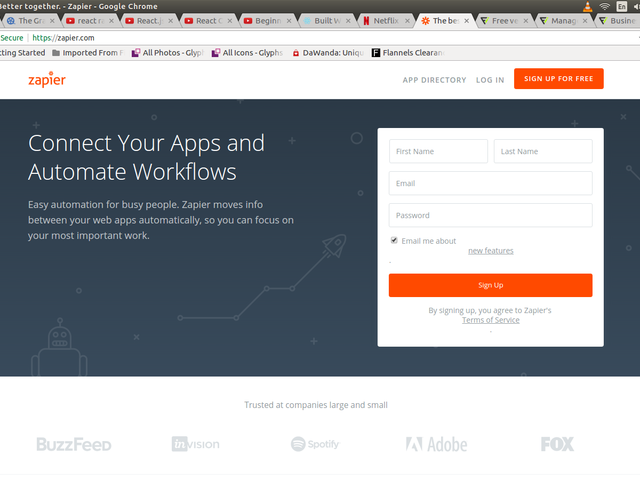 Better together. - Zapier - Google Chrome
The Gra
react ra
React.j
React C
Beginn
Built W
Netflix
The bes
Free ve
Manag
Busine
Secure https://zapier.com
tting Started Imported From F All Photos - Glyph All Icons - Glyphs DaWanda: Uniqu Flannels Clearanc
En
zapier
APP DIRECTORY LOG IN SIGN UP FOR FREE
Connect Your Apps and
Automate Workflows
Easy automation for busy people. Zapier moves info
between your web apps automatically, so you can focus on
your most important work.
First Name Last Name
Email
Password
Email me about
new features
.
Sign Up
By signing up, you agree to Zapier's
Terms of Service
.
Trusted at companies large and small
BuzzFeed invision Spotify Adobe FOX